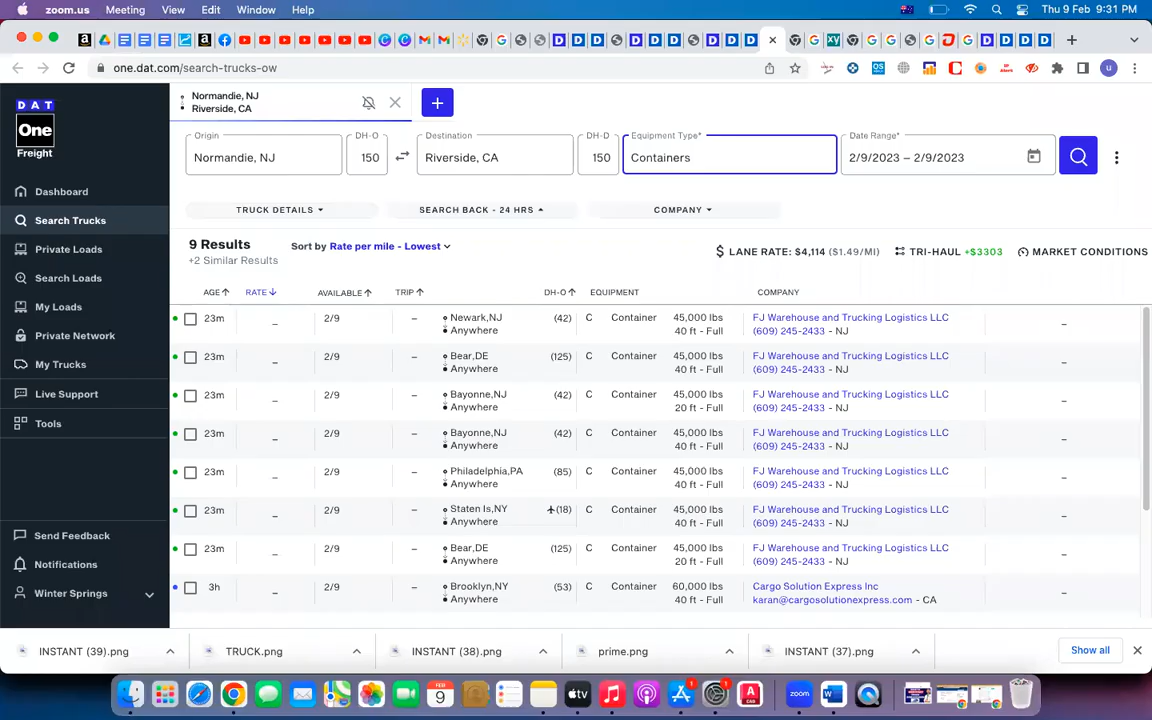 zoom.us Meeting View Edit Window Help Thu 9 Feb 9:31 PM
one.dat.com/search-trucks-ow
DAT
One
Freight
Dashboard
Search Trucks
Private Loads
Search Loads
My Loads
Private Network
My Trucks
Live Support
Tools
Send Feedback
Notifications
Winter Springs
Normandie, NJ
Riverside, CA
+
Origin DH-O Destination DH-D Equipment Type* Date Range*
Normandie, NJ 150 Riverside, CA 150 Containers 2/9/2023 – 2/9/2023
TRUCK DETAILS SEARCH BACK - 24 HRS COMPANY
9 Results Sort by Rate per mile - Lowest
+2 Similar Results
$ LANE RATE: $4,114 ($1.49/MI) TRI-HAUL +$3303 MARKET CONDITIONS
AGE RATE AVAILABLE TRIP DH-O EQUIPMENT COMPANY
23m – 2/9 – Newark,NJ (42) C Container 45,000 lbs FJ Warehouse and Trucking Logistics LLC –
Anywhere 40 ft - Full (609) 245-2433 - NJ
23m – 2/9 – Bear,DE (125) C Container 45,000 lbs FJ Warehouse and Trucking Logistics LLC –
Anywhere 40 ft - Full (609) 245-2433 - NJ
23m – 2/9 – Bayonne,NJ (42) C Container 45,000 lbs FJ Warehouse and Trucking Logistics LLC –
Anywhere 20 ft - Full (609) 245-2433 - NJ
23m – 2/9 – Bayonne,NJ (42) C Container 45,000 lbs FJ Warehouse and Trucking Logistics LLC –
Anywhere 40 ft - Full (609) 245-2433 - NJ
23m – 2/9 – Philadelphia,PA (85) C Container 45,000 lbs FJ Warehouse and Trucking Logistics LLC –
Anywhere 40 ft - Full (609) 245-2433 - NJ
23m – 2/9 – Staten Is,NY (18) C Container 45,000 lbs FJ Warehouse and Trucking Logistics LLC –
Anywhere 40 ft - Full (609) 245-2433 - NJ
23m – 2/9 – Bear,DE (125) C Container 45,000 lbs FJ Warehouse and Trucking Logistics LLC –
Anywhere 20 ft - Full (609) 245-2433 - NJ
3h – 2/9 – Brooklyn,NY (53) C Container 60,000 lbs Cargo Solution Express Inc –
Anywhere 40 ft - Full karan@cargosolutionexpress.com - CA
INSTANT (39).png TRUCK.png INSTANT (38).png prime.png INSTANT (37).png Show all